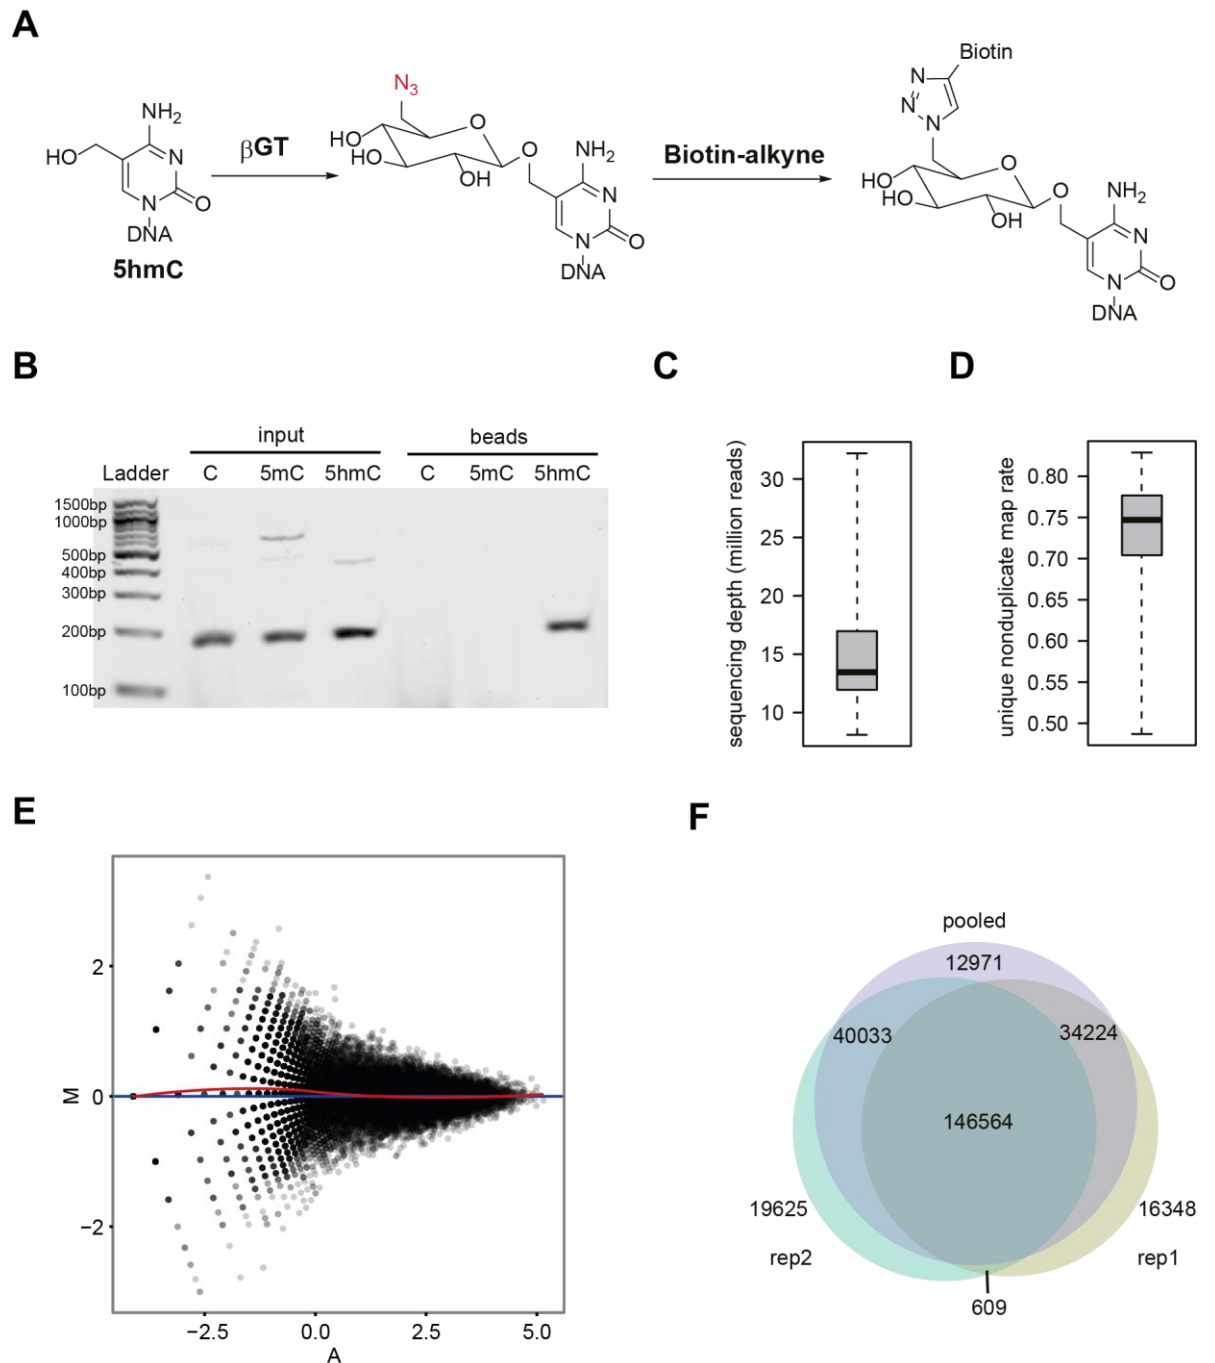 A
HO
NH2
N
N
O
DNA
5hmC
βGT
N3
HO
HO
O
OH
O
NH2
N
N
O
DNA
Biotin-alkyne
Biotin
N
N
N
HO
HO
O
OH
O
NH2
N
N
O
DNA
B
input
beads
Ladder C 5mC 5hmC C 5mC 5hmC
1500bp
1000bp
500bp
400bp
300bp
200bp
100bp
C
sequencing depth (million reads)
30
25
20
15
10
D
unique nonduplicate map rate
0.80
0.75
0.70
0.65
0.60
0.55
0.50
E
M
2
0
−2
−2.5 0.0 2.5 5.0
A
F
pooled
12971
40033
34224
146564
19625
16348
rep2
rep1
609